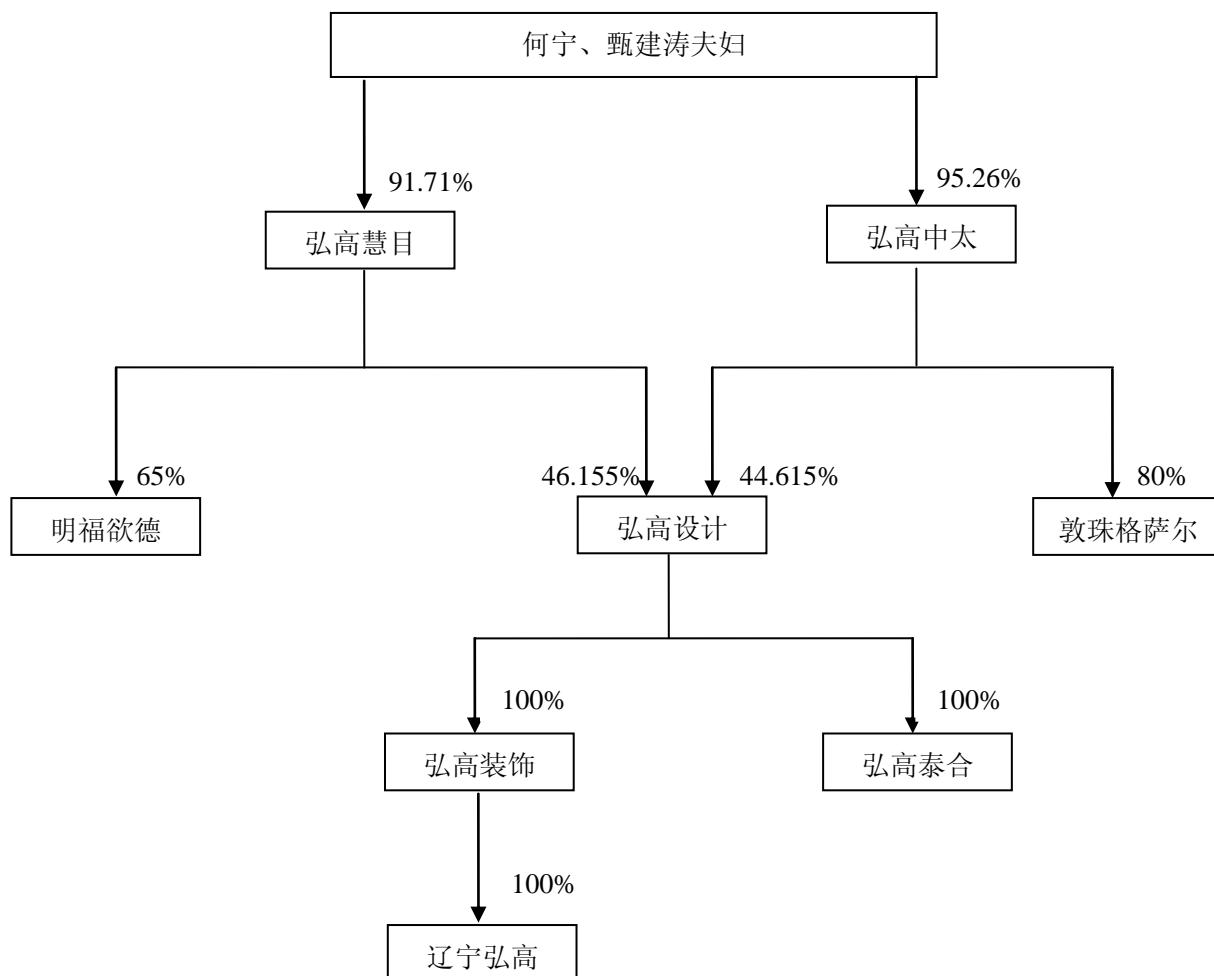 何宁、甄建涛夫妇
91.71%
95.26%
弘高慧目
弘高中太
65%
46.155%
44.615%
80%
明福欲德
弘高设计
敦珠格萨尔
100%
100%
弘高装饰
弘高泰合
100%
辽宁弘高